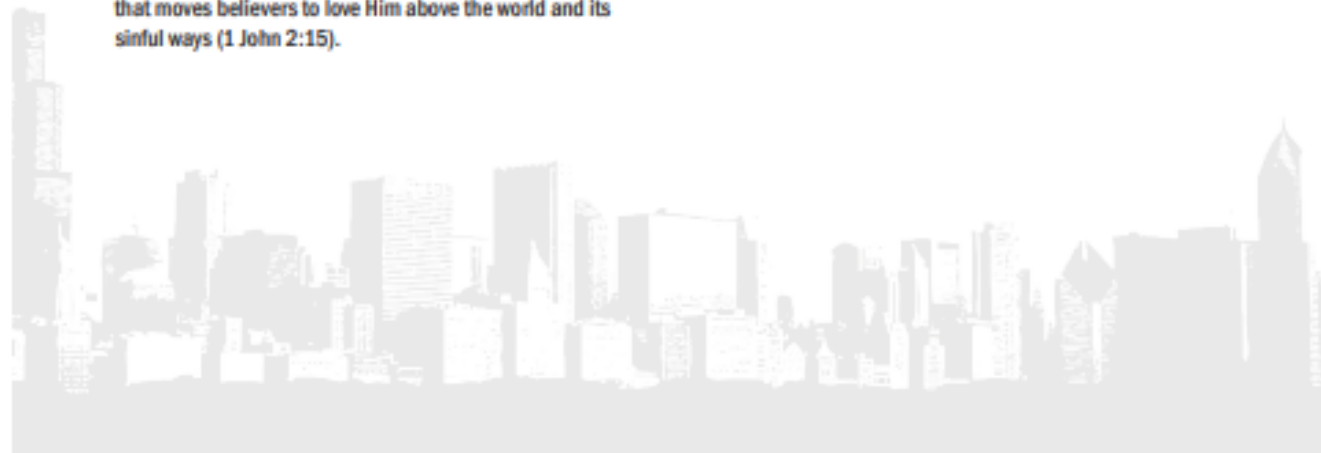 that moves believers to love Him above the world and its
sinful ways (1 John 2:15).